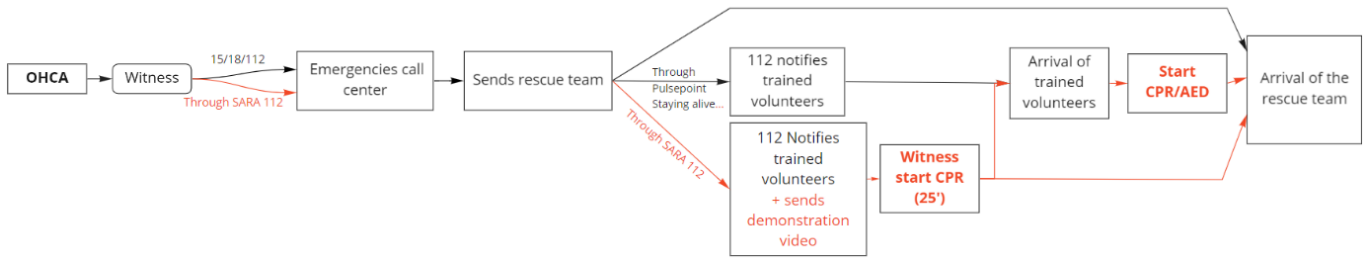 OHCA
Witness
15/18/112
Through SARA 112
Emergencies call
center
Sends rescue team
Through
Pulsepoint
Staying alive...
Through SARA 112
112 notifies
trained
volunteers
112 Notifies
trained
volunteers
+ sends
demonstration
video
Witness
start CPR
(25')
Arrival of
trained
volunteers
Start
CPR/AED
Arrival of the
rescue team